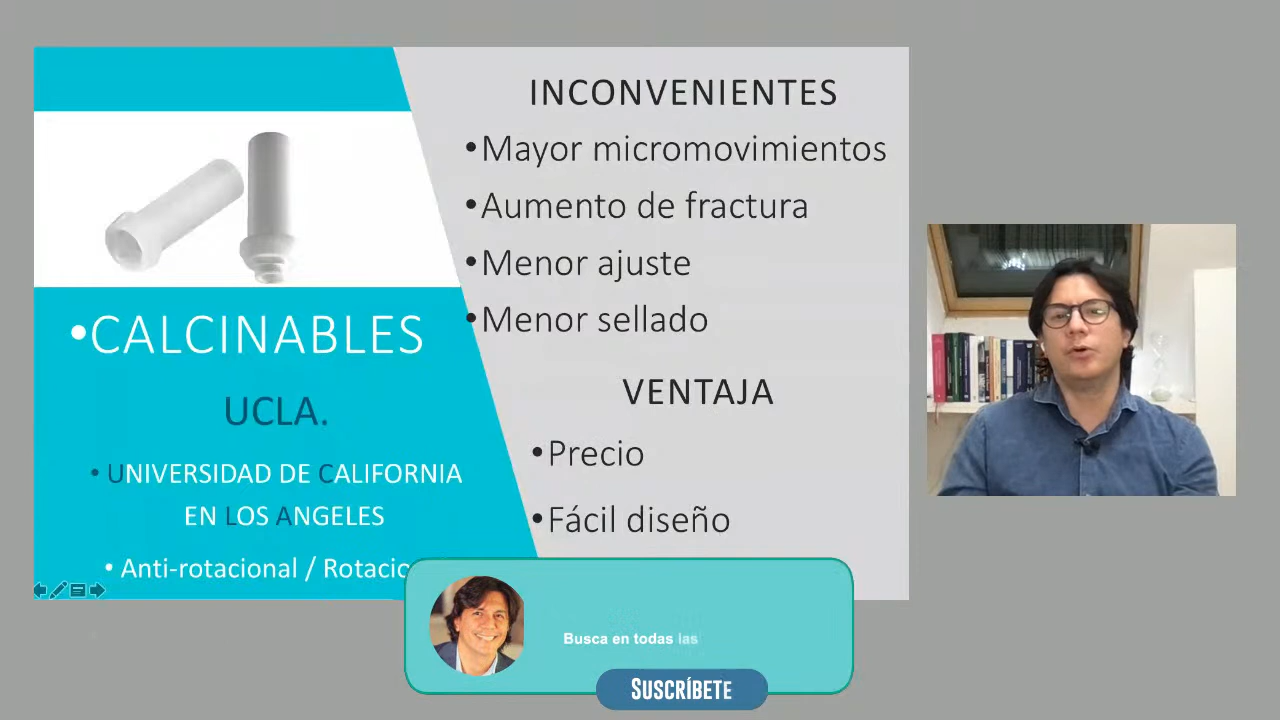 •CALCINABLES
UCLA.
• UNIVERSIDAD DE CALIFORNIA
EN LOS ANGELES
• Anti-rotacional / Rotacio
INCONVENIENTES
•Mayor micromovimientos
•Aumento de fractura
•Menor ajuste
•Menor sellado
VENTAJA
•Precio
•Fácil diseño
Busca en todas las
SUSCRÍBETE